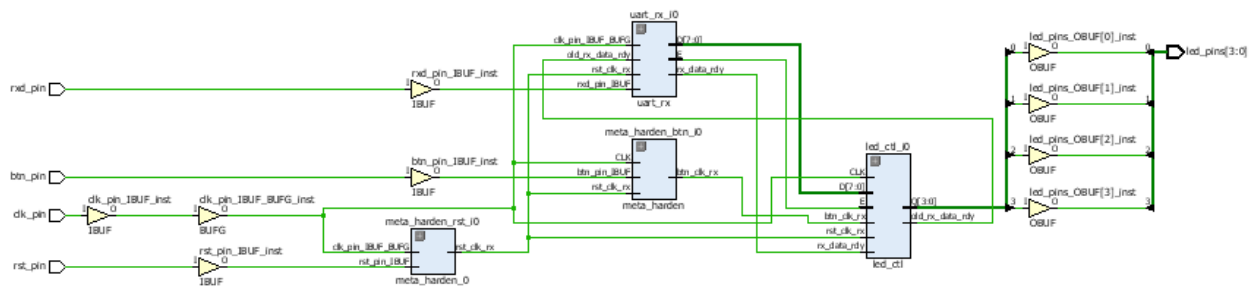 uart_rx_i0
clk_pin_IBUF_BUFG
D[7:0]
old_rx_data_rdy
E
rst_clk_rx
rx_data_rdy
rxd_pin_IBUF
uart_rx
rxd_pin
rxd_pin_IBUF_inst
I
O
IBUF
meta_harden_btn_i0
CLK
btn_pin_IBUF
btn_clk_rx
rst_clk_rx
meta_harden
btn_pin
btn_pin_IBUF_inst
I
O
IBUF
clk_pin
clk_pin_IBUF_inst
I
O
IBUF
clk_pin_IBUF_BUFG_inst
I
O
BUFG
meta_harden_rst_i0
clk_pin_IBUF_BUFG
rst_clk_rx
rst_pin_IBUF
meta_harden_0
rst_pin
rst_pin_IBUF_inst
I
O
IBUF
led_ctl_i0
CLK
D[7:0]
E
Q[3:0]
btn_clk_rx
old_rx_data_rdy
rst_clk_rx
rx_data_rdy
led_ctl
led_pins_OBUF[0]_inst
0
I
O
0
OBUF
led_pins[3:0]
led_pins_OBUF[1]_inst
1
I
O
1
OBUF
led_pins_OBUF[2]_inst
2
I
O
2
OBUF
led_pins_OBUF[3]_inst
3
I
O
3
OBUF